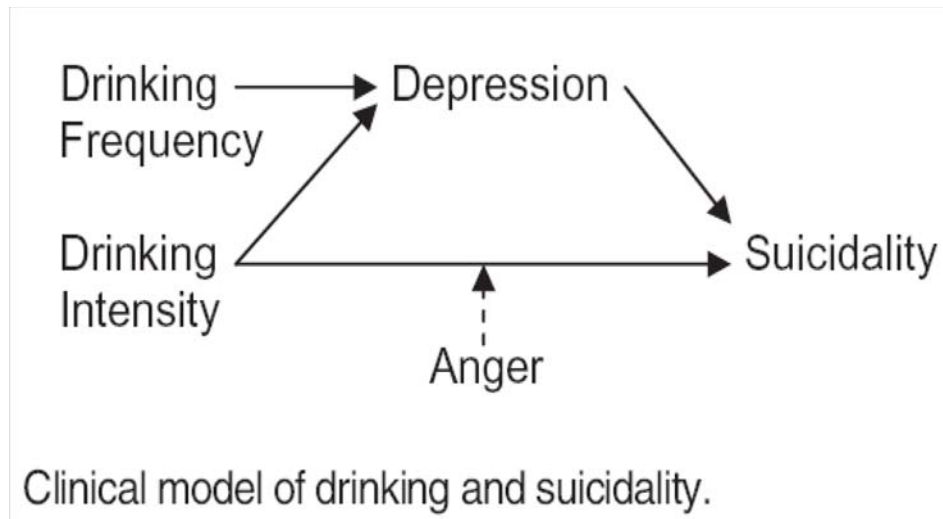 Drinking Frequency
Depression
Drinking Intensity
Suicidality
Anger
Clinical model of drinking and suicidality.